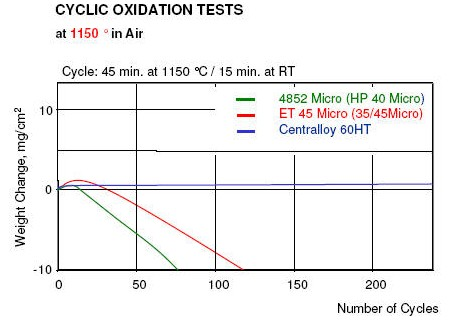 CYCLIC OXIDATION TESTS
at 1150 ° in Air
Cycle: 45 min. at 1150 °C / 15 min. at RT
4852 Micro (HP 40 Micro)
ET 45 Micro (35/45Micro)
Centralloy 60HT
Weight Change, mg/cm²
10
0
-10
0 50 100 150 200
Number of Cycles